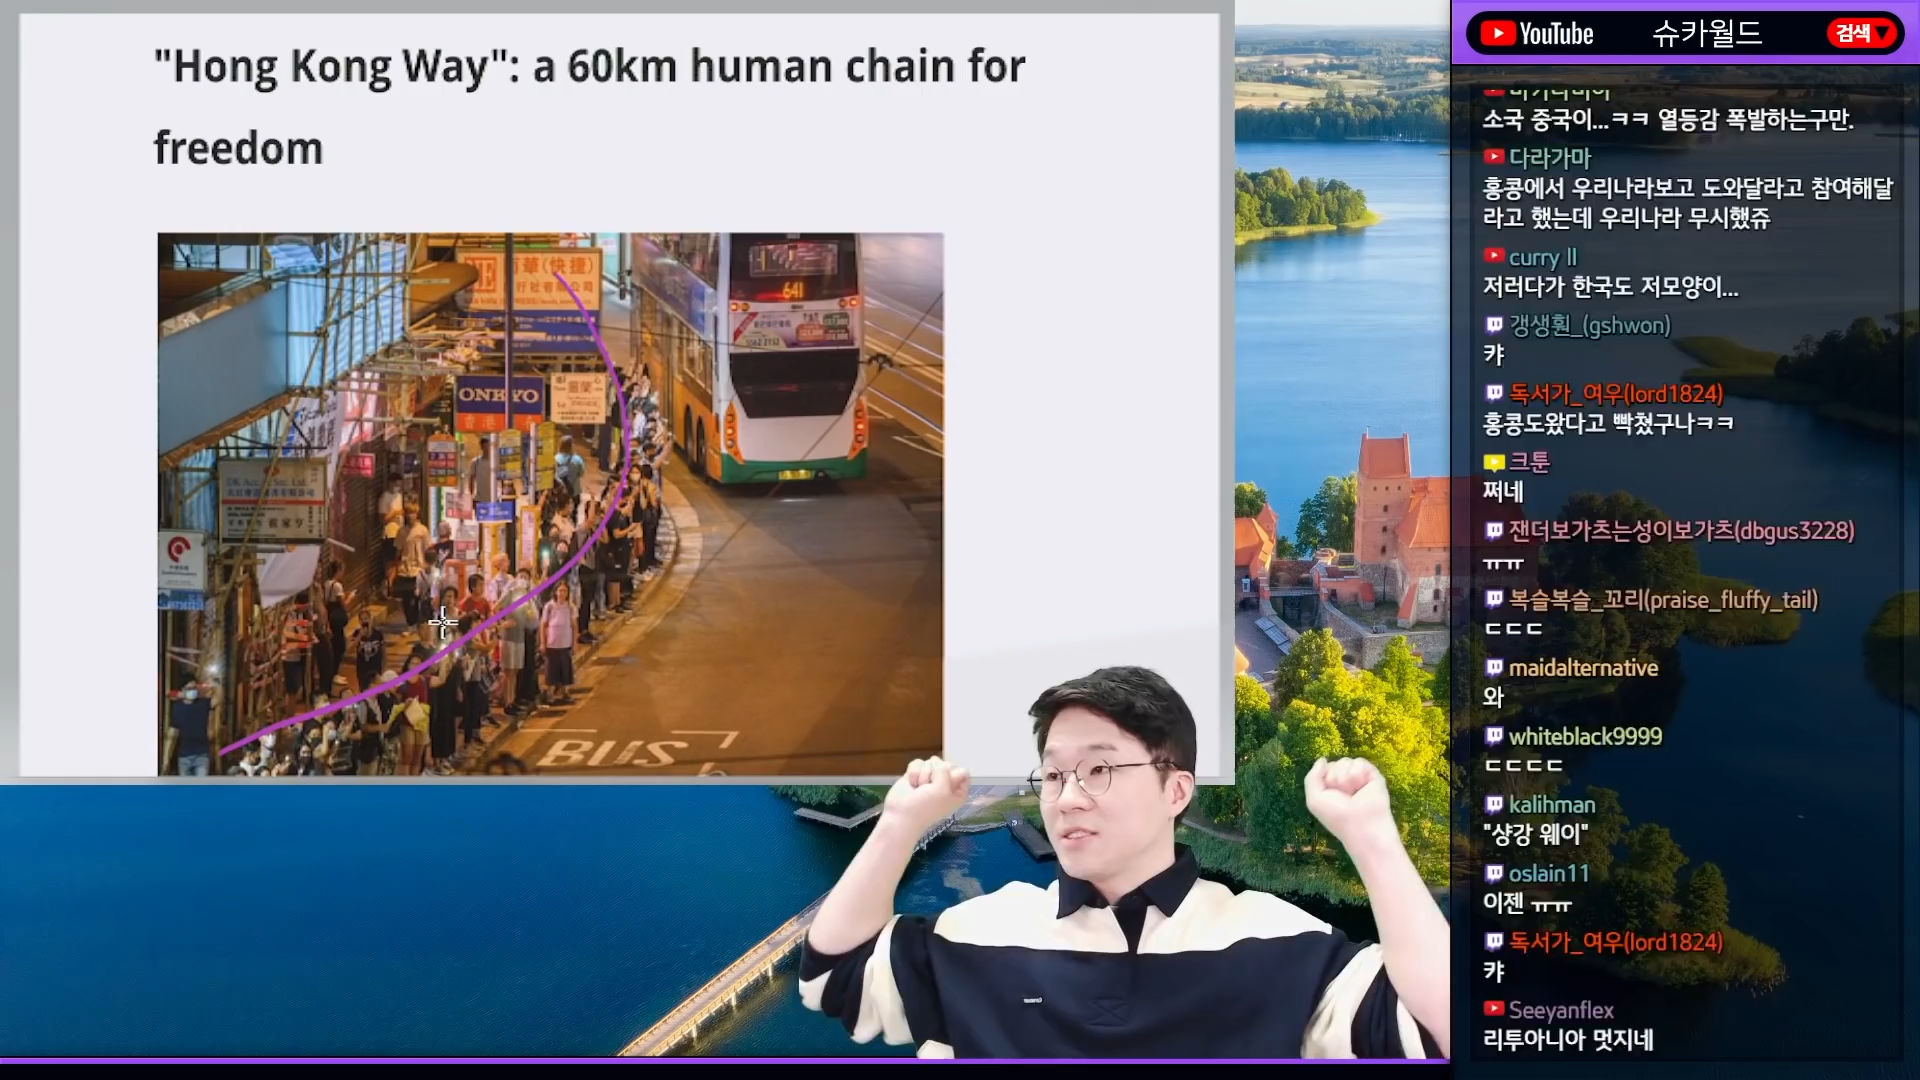 "Hong Kong Way": a 60km human chain for
freedom
641
ONKYO
BUS
YouTube 슈카월드 검색▼
소국 중국이...ㅋㅋ 열등감 폭발하는구만.
다라가마
홍콩에서 우리나라보고 도와달라고 참여해달
라고 했는데 우리나라 무시했쥬
curry ll
저러다가 한국도 저모양이...
갱생훤_(gshwon)
캬
독서가_여우(lord1824)
홍콩도왔다고 빡쳤구나ㅋㅋ
크툰
쩌네
잰더보가츠는성이보가츠(dbgus3228)
ㅠㅠ
복슬복슬_꼬리(praise_fluffy_tail)
ㄷㄷㄷ
maidalternative
와
whiteblack9999
ㄷㄷㄷㄷ
kalihman
"샹강 웨이"
oslain11
이젠 ㅠㅠ
독서가_여우(lord1824)
캬
Seeyanflex
리투아니아 멋지네